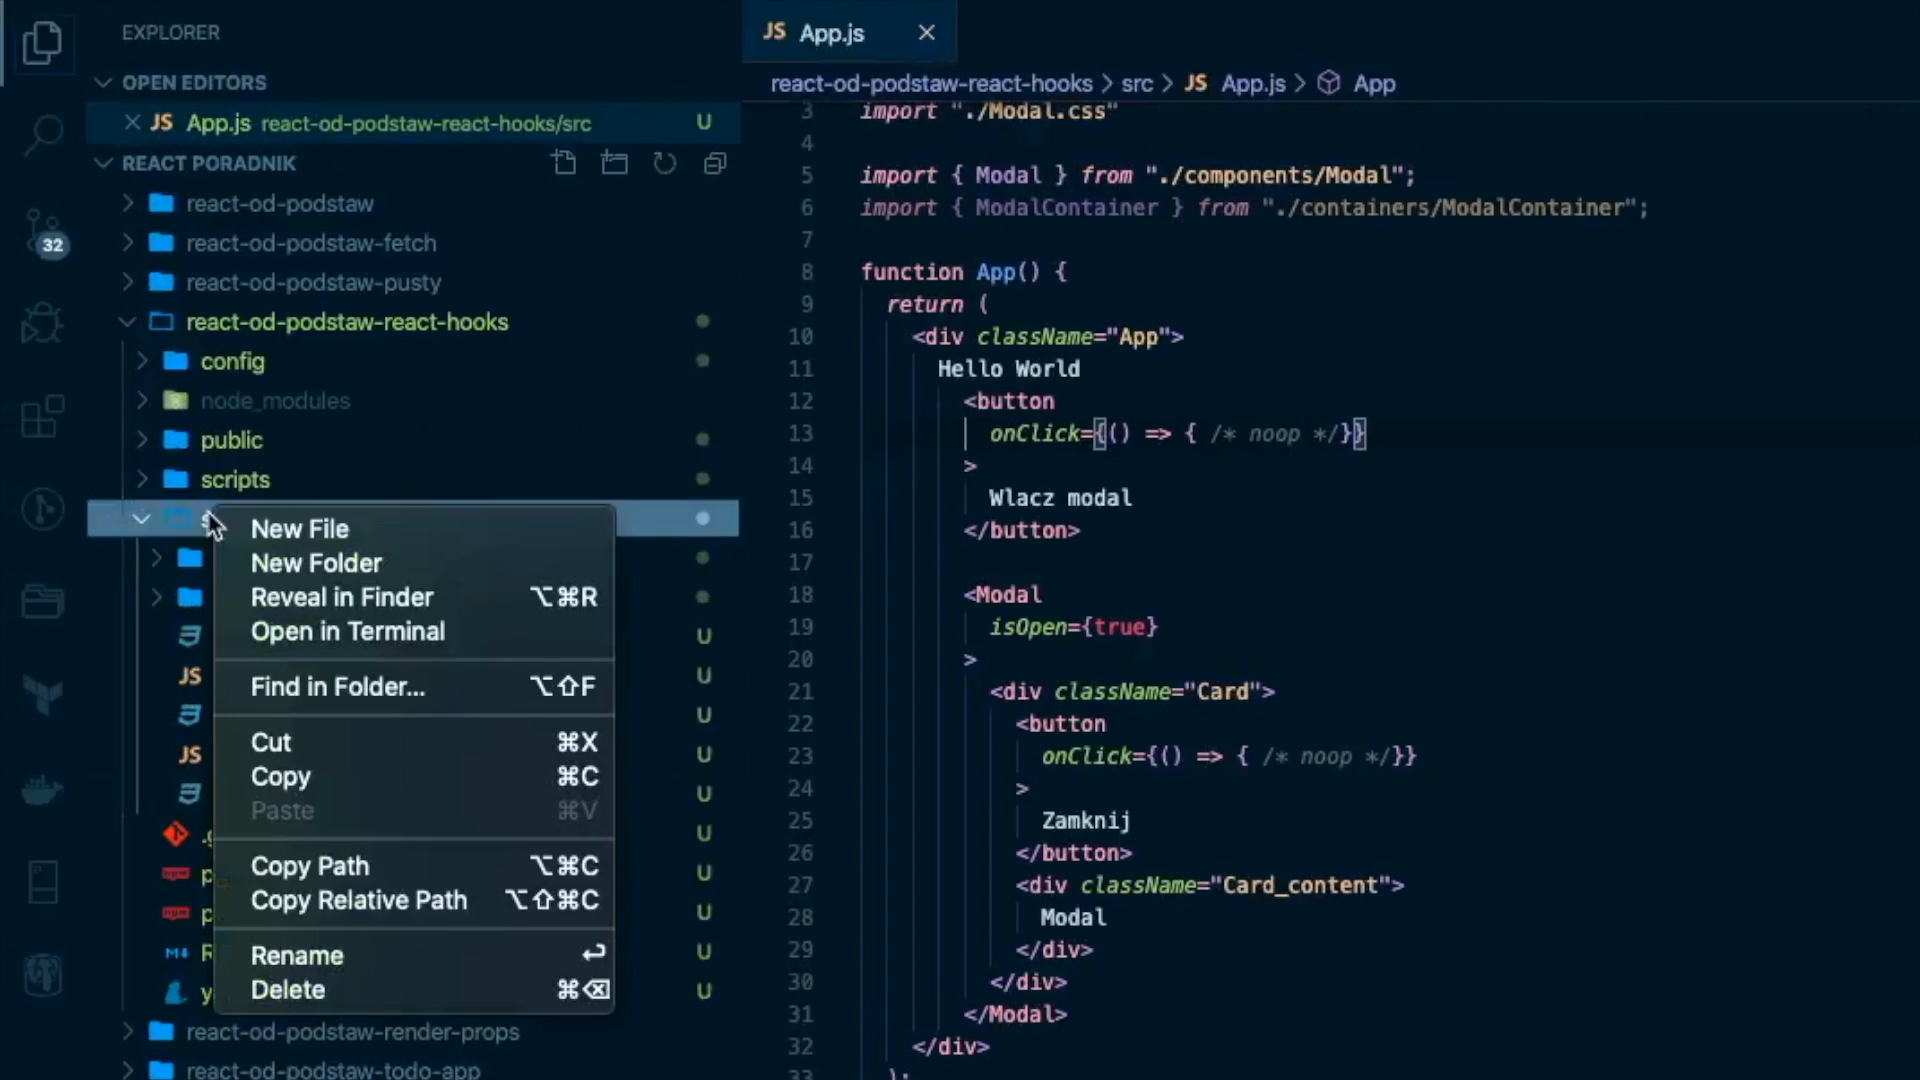 EXPLORER
OPEN EDITORS
JS App.js react-od-podstaw-react-hooks/src U
REACT PORADNIK
react-od-podstaw
react-od-podstaw-fetch
react-od-podstaw-pusty
react-od-podstaw-react-hooks
config
node_modules
public
scripts
32
New File
New Folder
Reveal in Finder ⌥⌘R
Open in Terminal
Find in Folder... ⌥⇧F
Cut ⌘X
Copy ⌘C
Paste ⌘V
Copy Path ⌥⌘C
Copy Relative Path ⌥⇧⌘C
Rename ⏎
Delete ⌘⌫
U
JS U
U
JS U
U
U
U
U
U
U
react-od-podstaw-render-props
react-od-podstaw-todo-app
JS App.js
react-od-podstaw-react-hooks > src > JS App.js > App
3 import "./Modal.css"
4
5 import { Modal } from "./components/Modal";
6 import { ModalContainer } from "./containers/ModalContainer";
7
8 function App() {
9 return (
10 <div className="App">
11 Hello World
12 <button
13 onClick={() => { /* noop */}}
14 >
15 Wlacz modal
16 </button>
17
18 <Modal
19 isOpen={true}
20 >
21 <div className="Card">
22 <button
23 onClick={() => { /* noop */}}
24 >
25 Zamknij
26 </button>
27 <div className="Card_content">
28 Modal
29 </div>
30 </div>
31 </Modal>
32 </div>
33 );